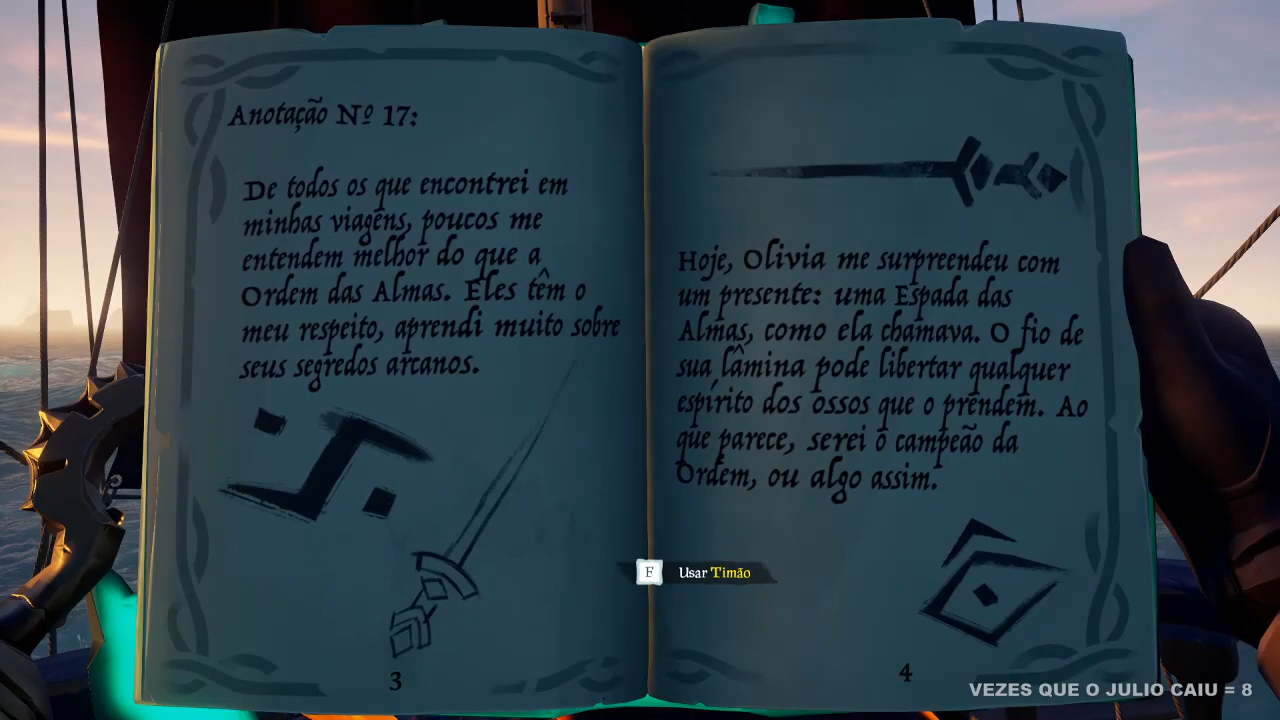 Anotação Nº 17:
De todos os que encontrei em
minhas viagens, poucos me
entendem melhor do que a
Ordem das Almas. Eles têm o
meu respeito, aprendi muito sobre
seus segredos arcanos.
3
Hoje, Olivia me surpreendeu com
um presente: uma Espada das
Almas, como ela chamava. O fio de
sua lâmina pode libertar qualquer
espírito dos ossos que o prendem. Ao
que parece, serei o campeão da
Ordem, ou algo assim.
4
F Usar Timão
VEZES QUE O JULIO CAIU = 8